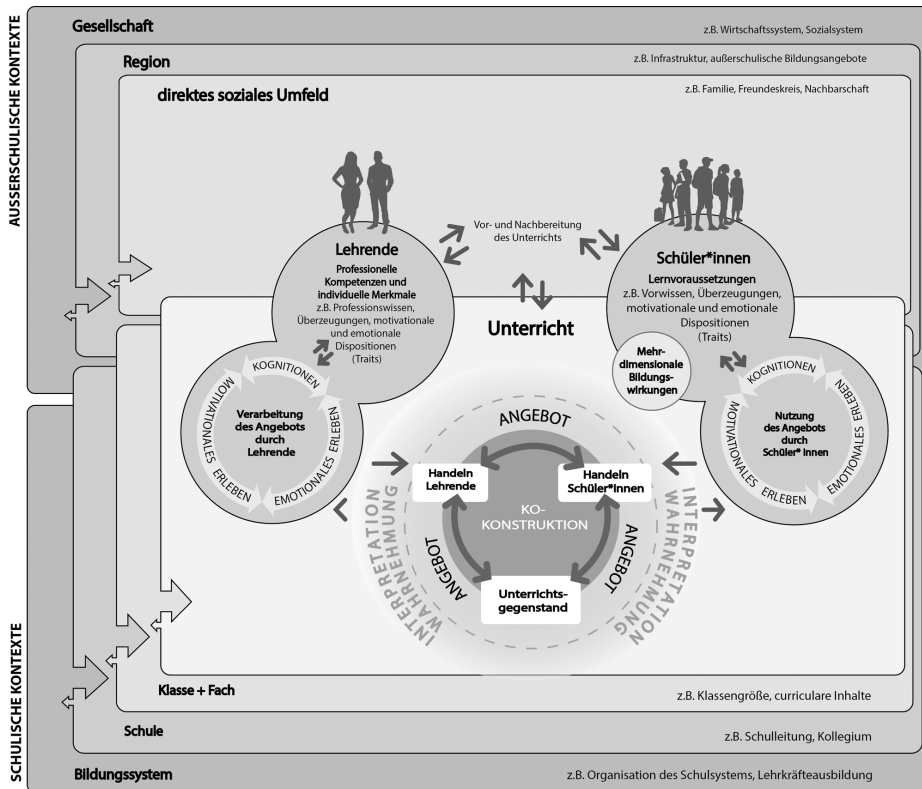 AUSSERSCHULISCHE KONTEXTE
Gesellschaft
z.B. Wirtschaftssystem, Sozialsystem
Region
z.B. Infrastruktur, außerschulische Bildungsangebote
direktes soziales Umfeld
z.B. Familie, Freundeskreis, Nachbarschaft
Vor- und Nachbereitung
des Unterrichts
Lehrende
Professionelle
Kompetenzen und
individuelle Merkmale
z.B. Professionswissen,
Überzeugungen, motivationale
und emotionale
Dispositionen
(Traits)
Schüler*innen
Lernvoraussetzungen
z.B. Vorwissen, Überzeugungen,
motivationale und emotionale
Dispositionen
(Traits)
Unterricht
Mehr-
dimensionale
Bildungs-
wirkungen
KOGNITIONEN
MOTIVATIONALES ERLEBEN
EMOTIONALES ERLEBEN
Verarbeitung
des Angebots
durch
Lehrende
KOGNITIONEN
MOTIVATIONALES ERLEBEN
EMOTIONALES ERLEBEN
Nutzung
des Angebots
durch
Schüler* innen
ANGEBOT
Handeln
Lehrende
Handeln
Schüler*innen
KO-
KONSTRUKTION
ANGEBOT
ANGEBOT
Unterrichts-
gegenstand
INTERPRETATION
WAHRNEHMUNG
INTERPRETATION
WAHRNEHMUNG
SCHULISCHE KONTEXTE
Klasse + Fach
z.B. Klassengröße, curriculare Inhalte
Schule
z.B. Schulleitung, Kollegium
Bildungssystem
z.B. Organisation des Schulsystems, Lehrkräfteausbildung